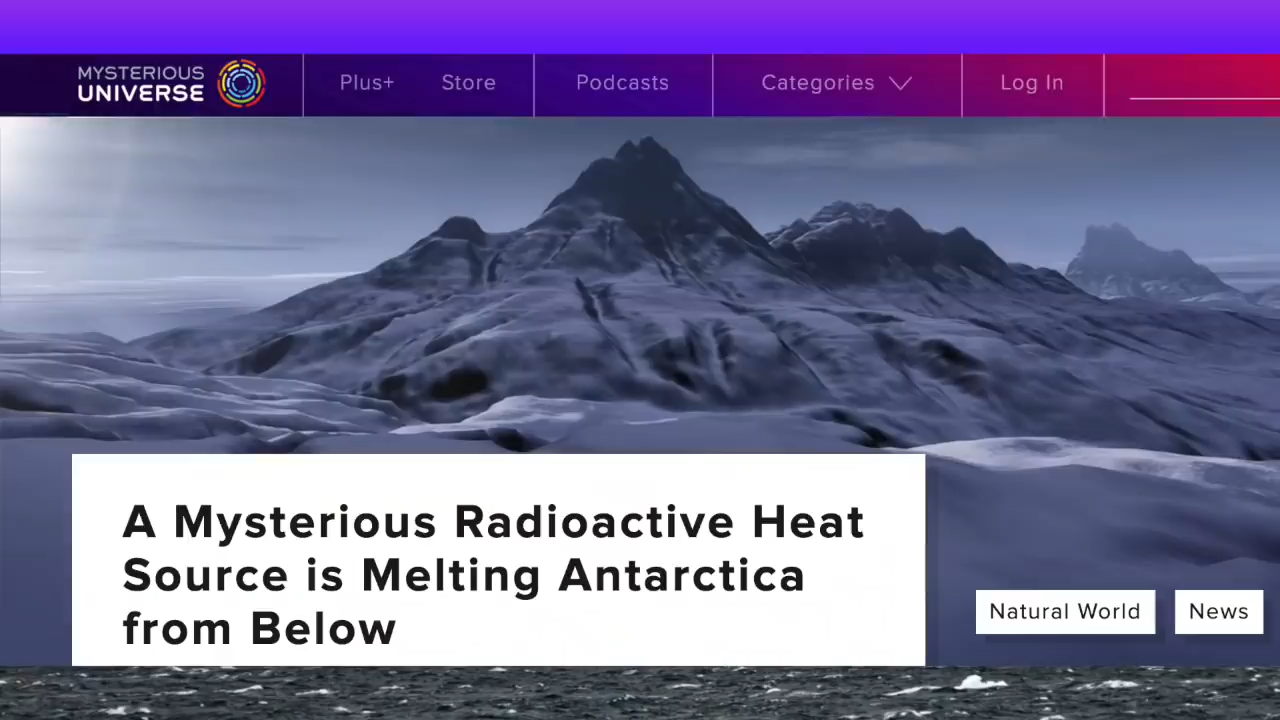 MYSTERIOUS
UNIVERSE
Plus+
Store
Podcasts
Categories
Log In
A Mysterious Radioactive Heat
Source is Melting Antarctica
from Below
Natural World
News